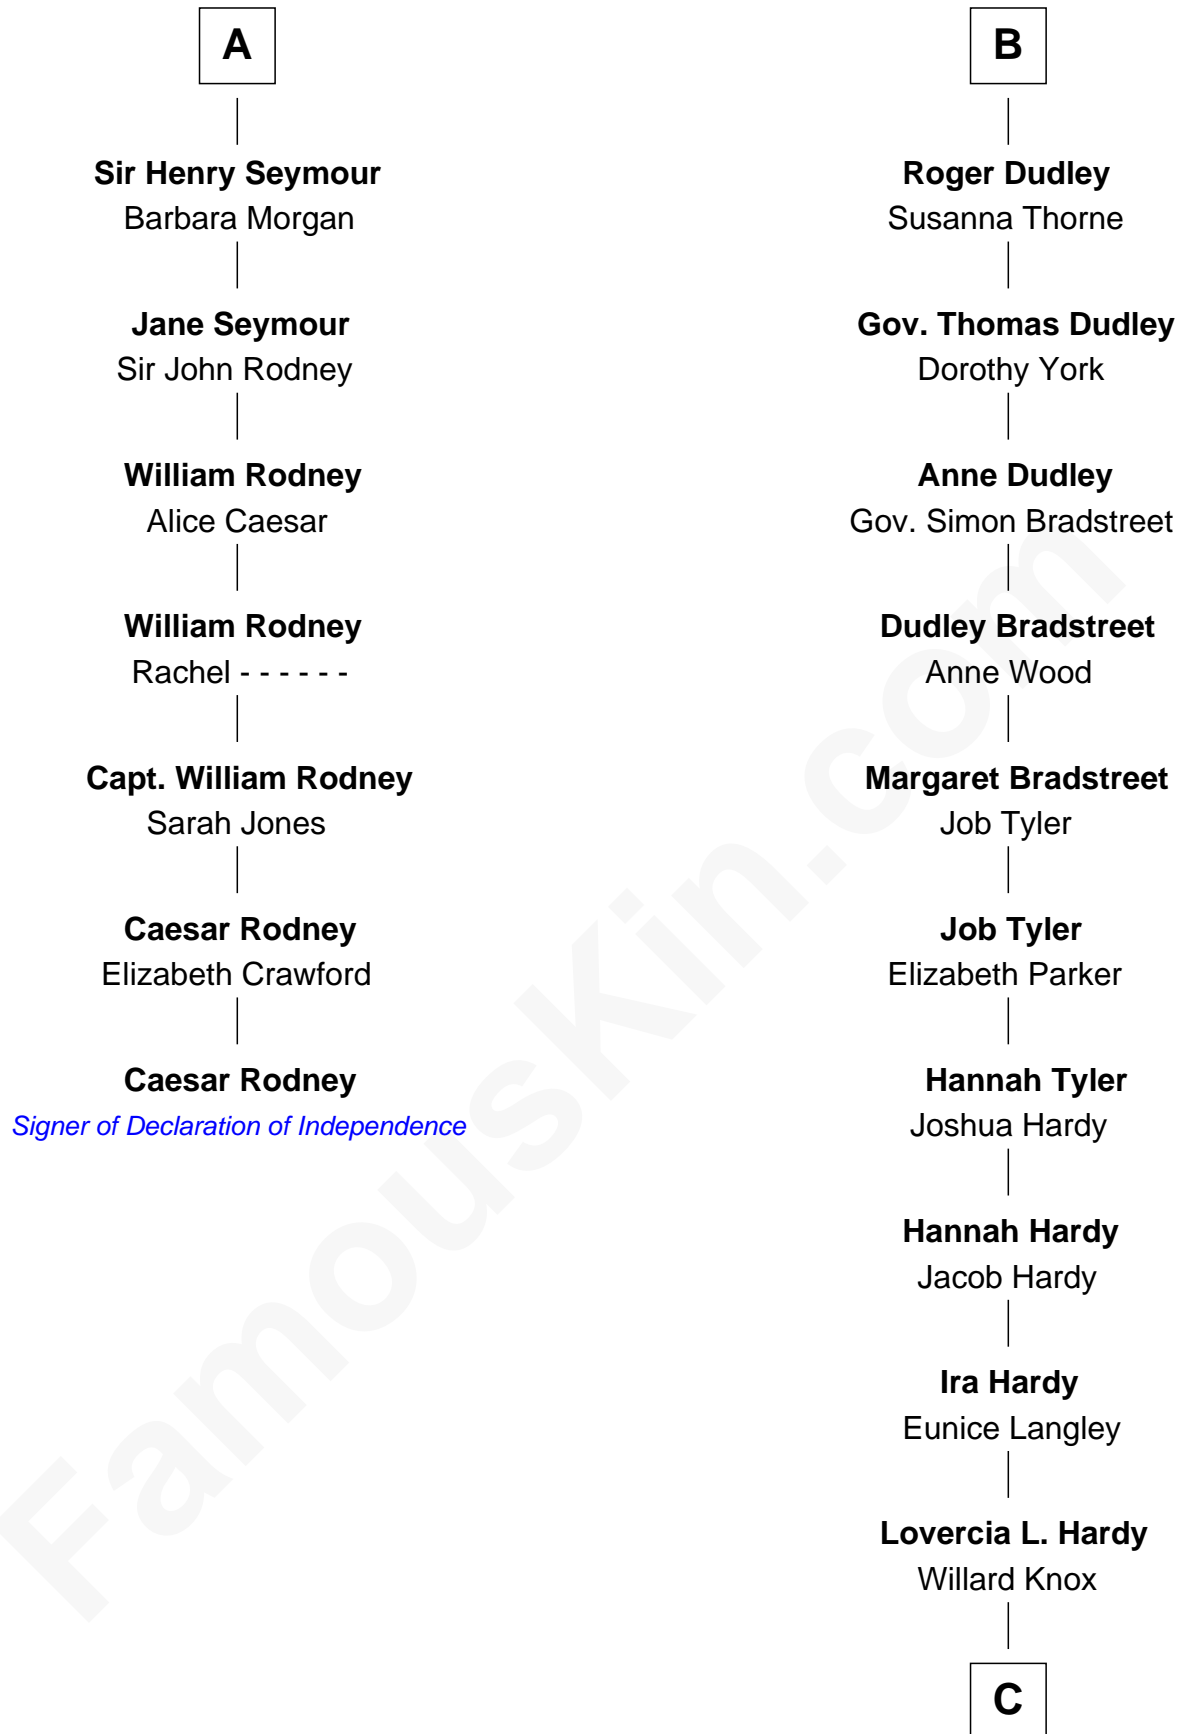 A
Sir Henry Seymour
Barbara Morgan
Jane Seymour
Sir John Rodney
William Rodney
Alice Caesar
William Rodney
Rachel - - - - - -
Capt. William Rodney
Sarah Jones
Caesar Rodney
Elizabeth Crawford
Caesar Rodney
Signer of Declaration of Independence
B
Roger Dudley
Susanna Thorne
Gov. Thomas Dudley
Dorothy York
Anne Dudley
Gov. Simon Bradstreet
Dudley Bradstreet
Anne Wood
Margaret Bradstreet
Job Tyler
Job Tyler
Elizabeth Parker
Hannah Tyler
Joshua Hardy
Hannah Hardy
Jacob Hardy
Ira Hardy
Eunice Langley
Lovercia L. Hardy
Willard Knox
C
FamousKin.com